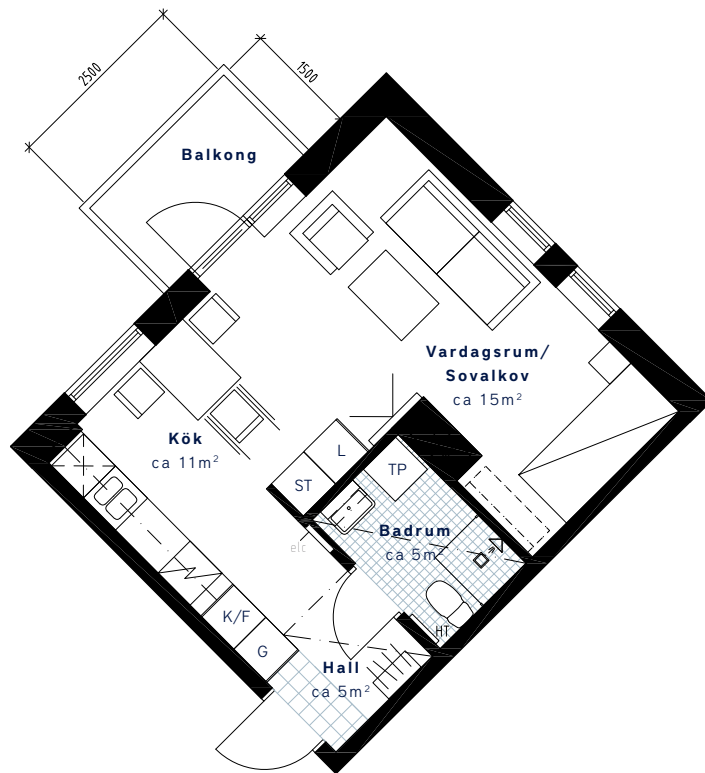 2500
1500
Balkong
Vardagsrum/
Sovalkov
ca 15m²
Kök
ca 11m²
L
ST
TP
Badrum
ca 5m²
elc
K/F
G
HT
Hall
ca 5m²